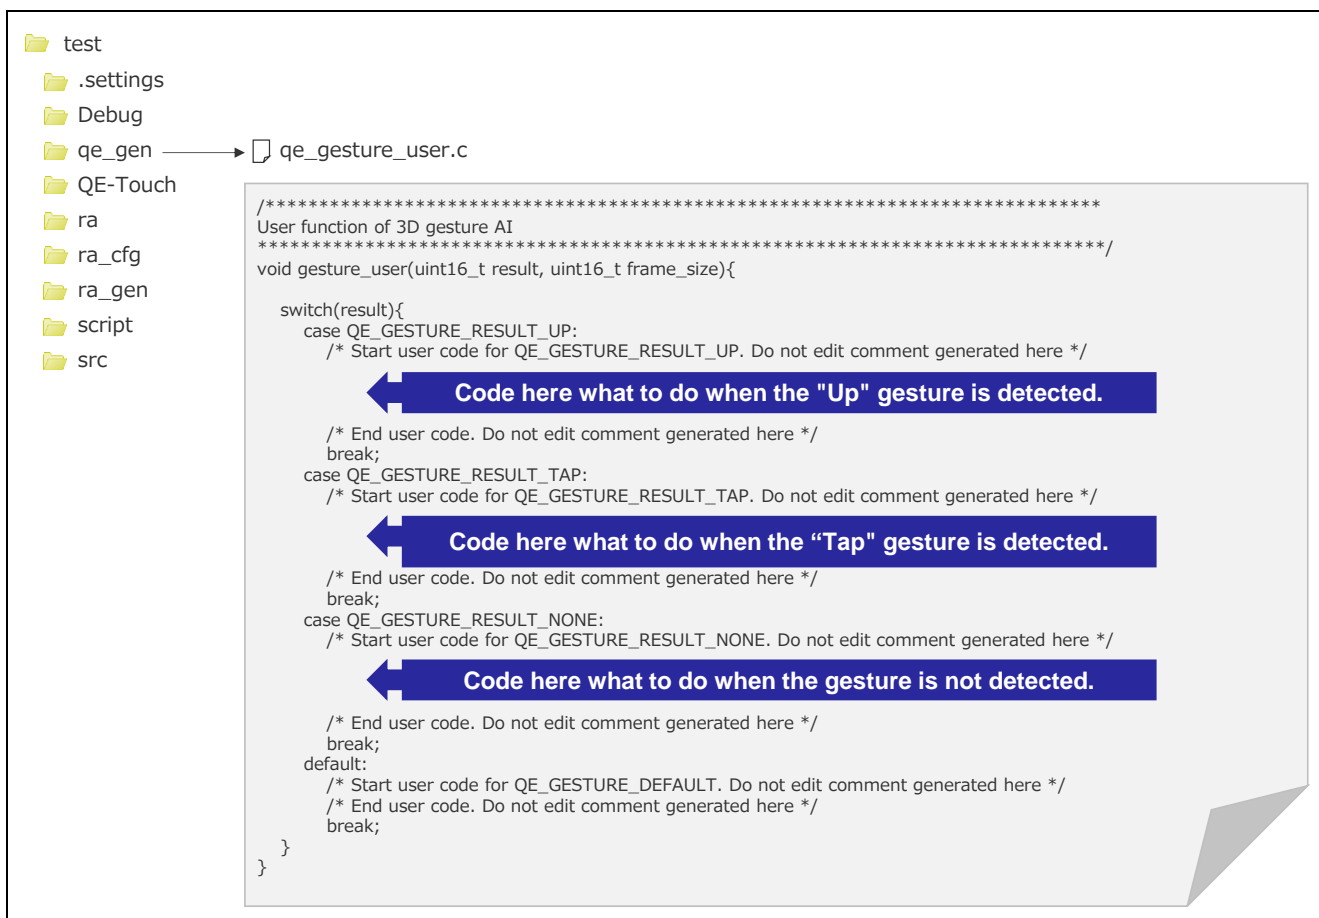 test
.settings
Debug
qe_gen
qe_gesture_user.c
QE-Touch
ra
ra_cfg
ra_gen
script
src
/******************************************************************************
User function of 3D gesture AI
*******************************************************************************/
void gesture_user(uint16_t result, uint16_t frame_size){
switch(result){
case QE_GESTURE_RESULT_UP:
/* Start user code for QE_GESTURE_RESULT_UP. Do not edit comment generated here */
Code here what to do when the "Up" gesture is detected.
/* End user code. Do not edit comment generated here */
break;
case QE_GESTURE_RESULT_TAP:
/* Start user code for QE_GESTURE_RESULT_TAP. Do not edit comment generated here */
Code here what to do when the “Tap" gesture is detected.
/* End user code. Do not edit comment generated here */
break;
case QE_GESTURE_RESULT_NONE:
/* Start user code for QE_GESTURE_RESULT_NONE. Do not edit comment generated here */
Code here what to do when the gesture is not detected.
/* End user code. Do not edit comment generated here */
break;
default:
/* Start user code for QE_GESTURE_DEFAULT. Do not edit comment generated here */
/* End user code. Do not edit comment generated here */
break;
}
}